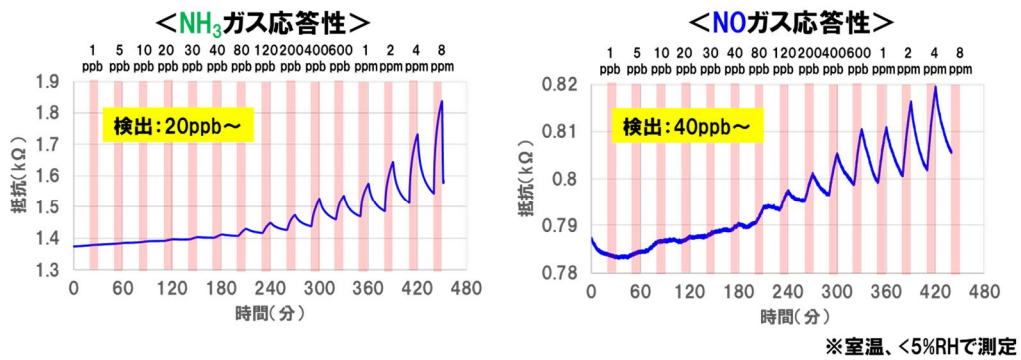 ＜NH₃ガス応答性＞
1 5 10 20 30 40 80 120 200 400 600 1 2 4 8
ppb ppb ppb ppb ppb ppb ppb ppb ppb ppb ppb ppm ppm ppm ppm
検出：20ppb～
1.9
1.8
1.7
1.6
1.5
1.4
1.3
抵抗（kΩ）
0 60 120 180 240 300 360 420 480
時間（分）
＜NOガス応答性＞
1 5 10 20 30 40 80 120 200 400 600 1 2 4 8
ppb ppb ppb ppb ppb ppb ppb ppb ppb ppb ppb ppm ppm ppm ppm
検出：40ppb～
0.82
0.81
0.8
0.79
0.78
抵抗（kΩ）
0 60 120 180 240 300 360 420 480
時間（分）
※室温、<5%RHで測定